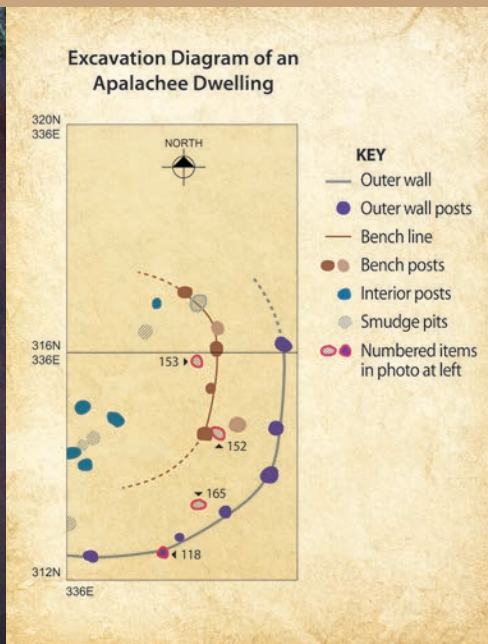 Excavation Diagram of an
Apalachee Dwelling
320N
336E
NORTH
KEY
Outer wall
Outer wall posts
Bench line
Bench posts
Interior posts
Smudge pits
Numbered items
in photo at left
316N
336E
153
152
165
118
312N
336E